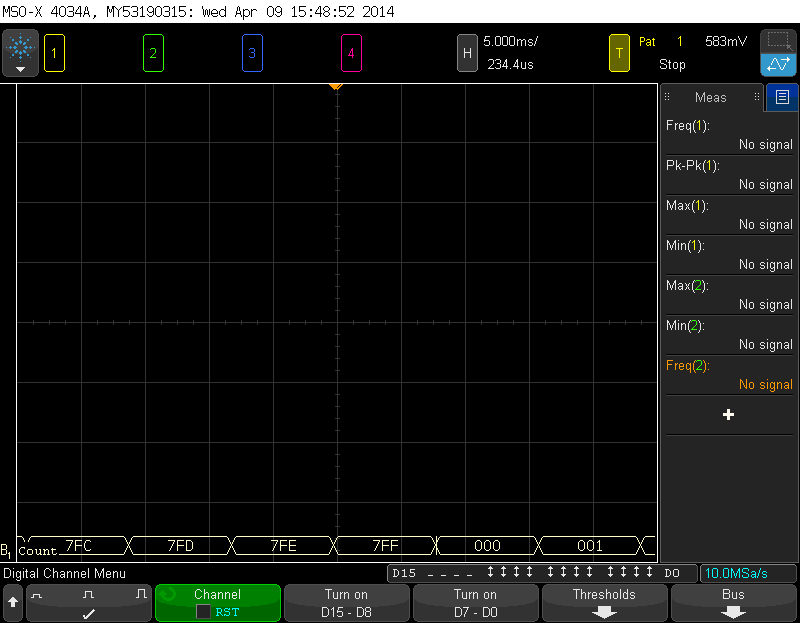 MSO-X 4034A, MY53190315: Wed Apr 09 15:48:52 2014
1 2 3 4 H 5.000ms/ 234.4us T Pat 1 583mV Stop
Meas
Freq(1):
No signal
Pk-Pk(1):
No signal
Max(1):
No signal
Min(1):
No signal
Max(2):
No signal
Min(2):
No signal
Freq(2):
No signal
B1 Count 7FC 7FD 7FE 7FF 000 001
Digital Channel Menu D15 D0 10.0MSa/s
Channel
RST
Turn on
D15 - D8
Turn on
D7 - D0
Thresholds
Bus